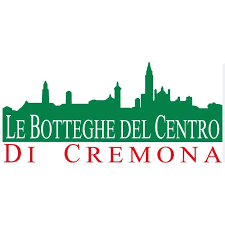 LE BOTTEGHE DEL CENTRO
DI CREMONA